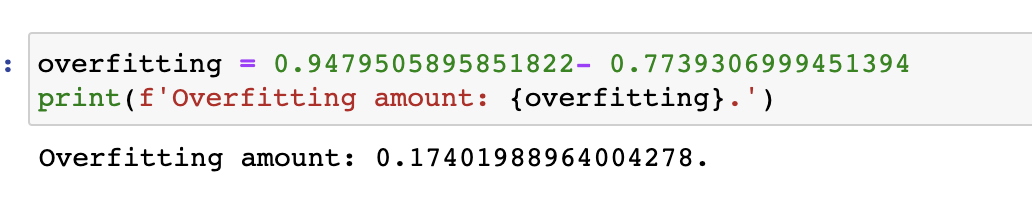 : overfitting = 0.9479505895851822- 0.7739306999451394
print(f'Overfitting amount: {overfitting}.')
Overfitting amount: 0.17401988964004278.